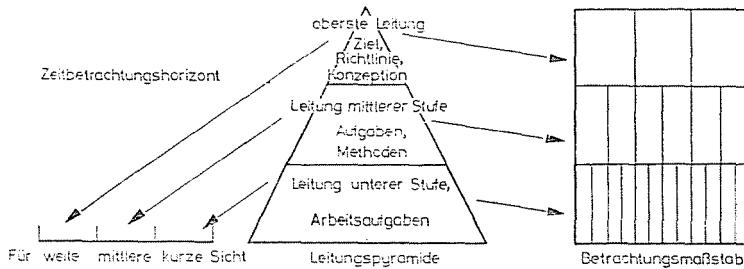 oberste Leitung
Ziel,
Richtlinie,
Konzeption
Zeitbetrachtungshorizont
Leitung mittlerer Stufe
Aufgaben,
Methoden
Leitung unterer Stufe,
Arbeitsaufgaben
Für weite mittlere kurze Sicht
Leitungspyramide
Betrachtungsmaßstab